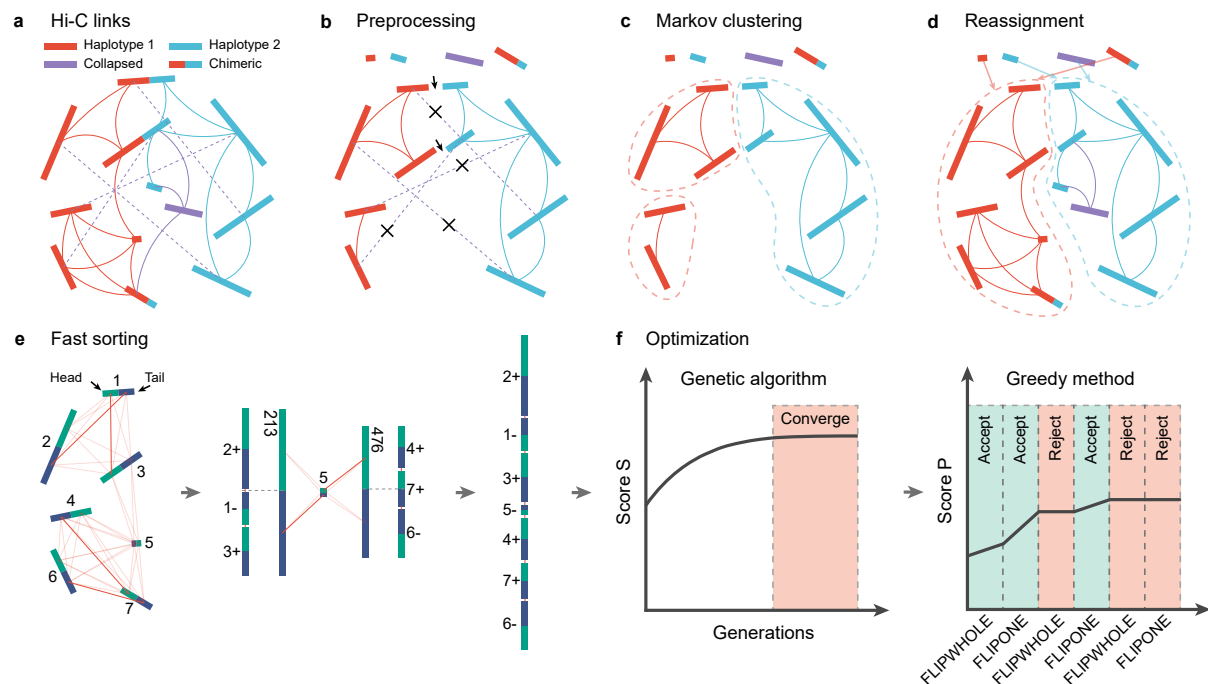 a Hi-C links
Haplotype 1
Haplotype 2
Collapsed
Chimeric
b Preprocessing
c Markov clustering
d Reassignment
e Fast sorting
Head
1
Tail
2
3
4
5
6
7
2+
1-
3+
213
5
476
4+
7+
6-
2+
1-
3+
5-
4+
7+
6-
f Optimization
Genetic algorithm
Converge
Score S
Generations
Greedy method
Accept
Accept
Reject
Accept
Reject
Reject
Score P
FLIPWHOLE
FLIPONE
FLIPWHOLE
FLIPONE
FLIPWHOLE
FLIPONE